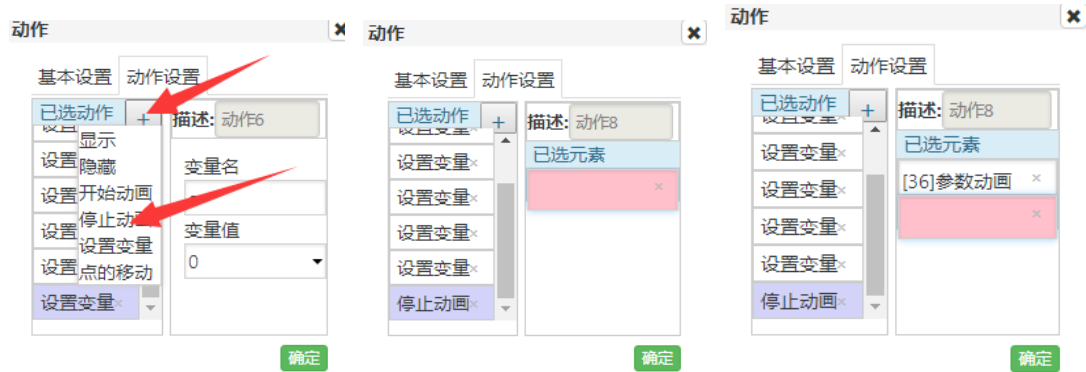 动作
基本设置 动作设置
已选动作 + 描述: 动作6
显示
隐藏
开始动画
停止动画
设置变量
点的移动
设置
设置
设置
设置
设置变量×
变量名
变量值
0
确定
动作
基本设置 动作设置
已选动作 + 描述: 动作8
设置变量×
设置变量×
设置变量×
设置变量×
设置变量×
停止动画×
已选元素
×
确定
动作
基本设置 动作设置
已选动作 + 描述: 动作8
设置变量×
设置变量×
设置变量×
设置变量×
设置变量×
停止动画×
已选元素
[36]参数动画 ×
×
确定